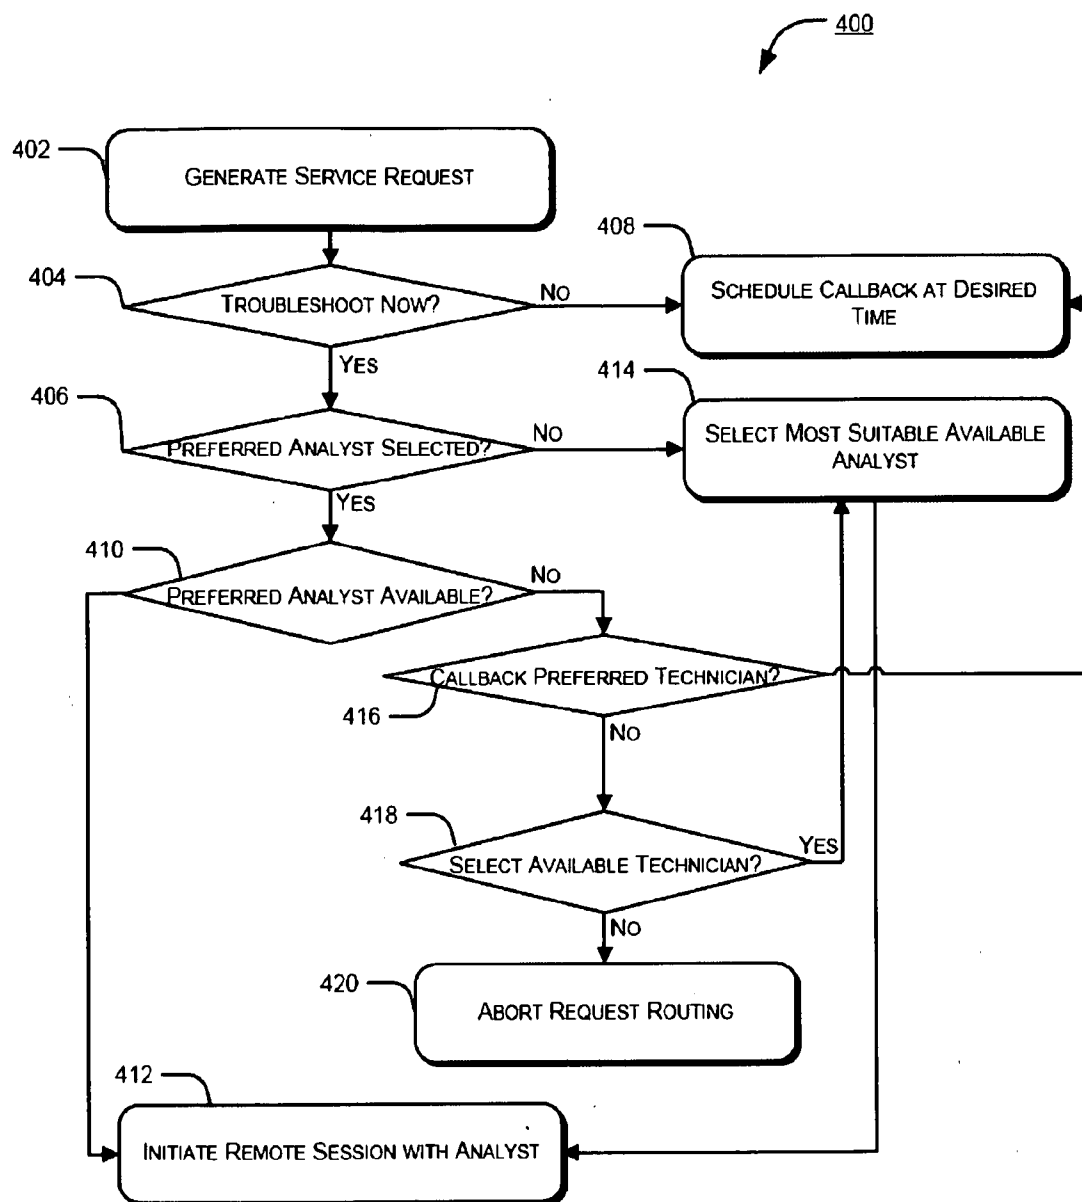 400
402
GENERATE SERVICE REQUEST
404
TROUBLESHOOT NOW?
NO
408
SCHEDULE CALLBACK AT DESIRED
TIME
YES
406
PREFERRED ANALYST SELECTED?
NO
414
SELECT MOST SUITABLE AVAILABLE
ANALYST
YES
410
PREFERRED ANALYST AVAILABLE?
NO
CALLBACK PREFERRED TECHNICIAN?
416
NO
418
SELECT AVAILABLE TECHNICIAN?
YES
NO
420
ABORT REQUEST ROUTING
412
INITIATE REMOTE SESSION WITH ANALYST